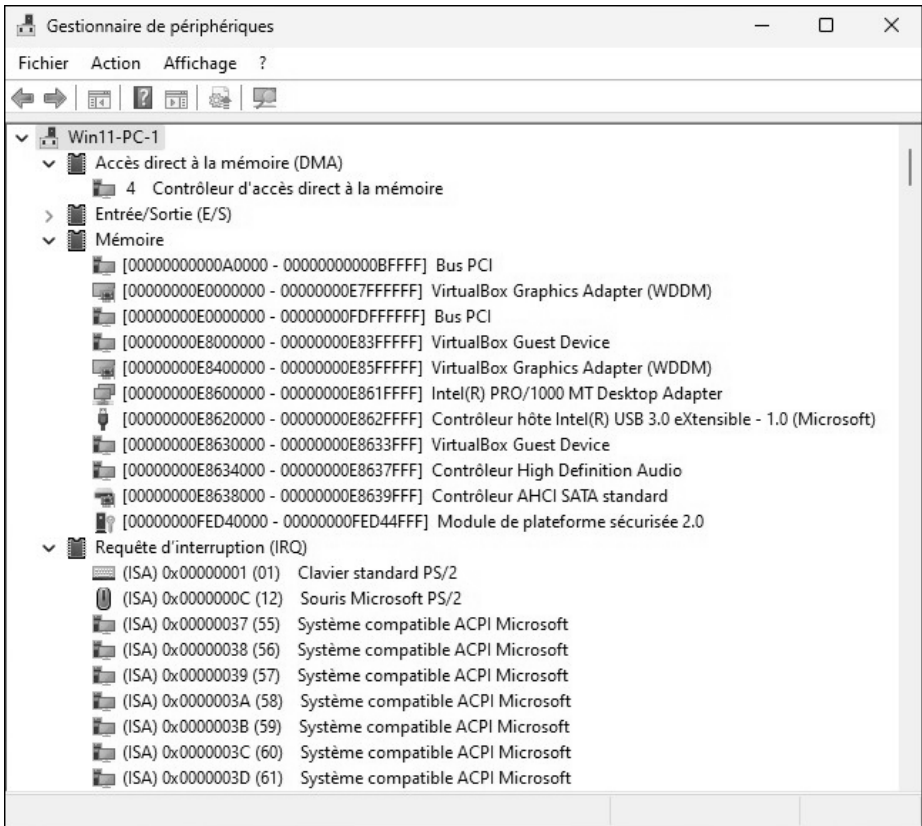 Gestionnaire de périphériques
Fichier Action Affichage ?
Win11-PC-1
Accès direct à la mémoire (DMA)
4 Contrôleur d'accès direct à la mémoire
Entrée/Sortie (E/S)
Mémoire
[00000000000A0000 - 00000000000BFFFF] Bus PCI
[00000000E0000000 - 00000000E7FFFFFF] VirtualBox Graphics Adapter (WDDM)
[00000000E0000000 - 00000000FDFFFFFF] Bus PCI
[00000000E8000000 - 00000000E83FFFFF] VirtualBox Guest Device
[00000000E8400000 - 00000000E85FFFFF] VirtualBox Graphics Adapter (WDDM)
[00000000E8600000 - 00000000E861FFFF] Intel(R) PRO/1000 MT Desktop Adapter
[00000000E8620000 - 00000000E862FFFF] Contrôleur hôte Intel(R) USB 3.0 eXtensible - 1.0 (Microsoft)
[00000000E8630000 - 00000000E8633FFF] VirtualBox Guest Device
[00000000E8634000 - 00000000E8637FFF] Contrôleur High Definition Audio
[00000000E8638000 - 00000000E8639FFF] Contrôleur AHCI SATA standard
[00000000FED40000 - 00000000FED44FFF] Module de plateforme sécurisée 2.0
Requête d'interruption (IRQ)
(ISA) 0x00000001 (01) Clavier standard PS/2
(ISA) 0x0000000C (12) Souris Microsoft PS/2
(ISA) 0x00000037 (55) Système compatible ACPI Microsoft
(ISA) 0x00000038 (56) Système compatible ACPI Microsoft
(ISA) 0x00000039 (57) Système compatible ACPI Microsoft
(ISA) 0x0000003A (58) Système compatible ACPI Microsoft
(ISA) 0x0000003B (59) Système compatible ACPI Microsoft
(ISA) 0x0000003C (60) Système compatible ACPI Microsoft
(ISA) 0x0000003D (61) Système compatible ACPI Microsoft